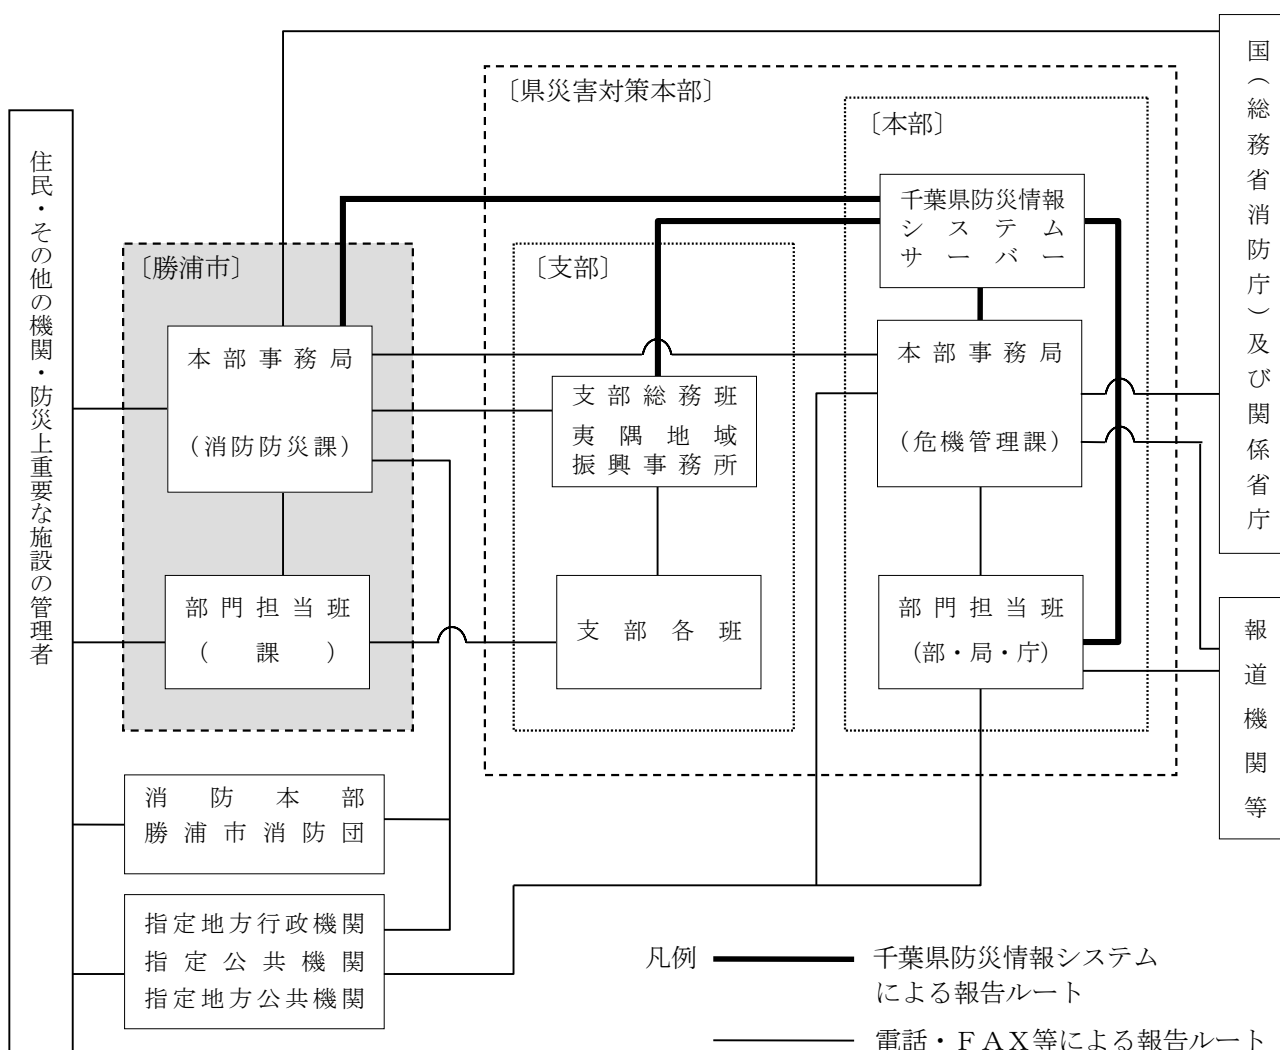 〔県災害対策本部〕
〔本部〕
国（総務省消防庁）及び関係省庁
住民・その他の機関・防災上重要な施設の管理者
千葉県防災情報
システム
サーバー
〔勝浦市〕
〔支部〕
本部事務局
（消防防災課）
支部総務班
夷隅地域
振興事務所
本部事務局
（危機管理課）
部門担当班
（課）
支部各班
部門担当班
（部・局・庁）
報道機関等
消防本部
勝浦市消防団
指定地方行政機関
指定公共機関
指定地方公共機関
凡例
千葉県防災情報システム
による報告ルート
電話・ＦＡＸ等による報告ルート